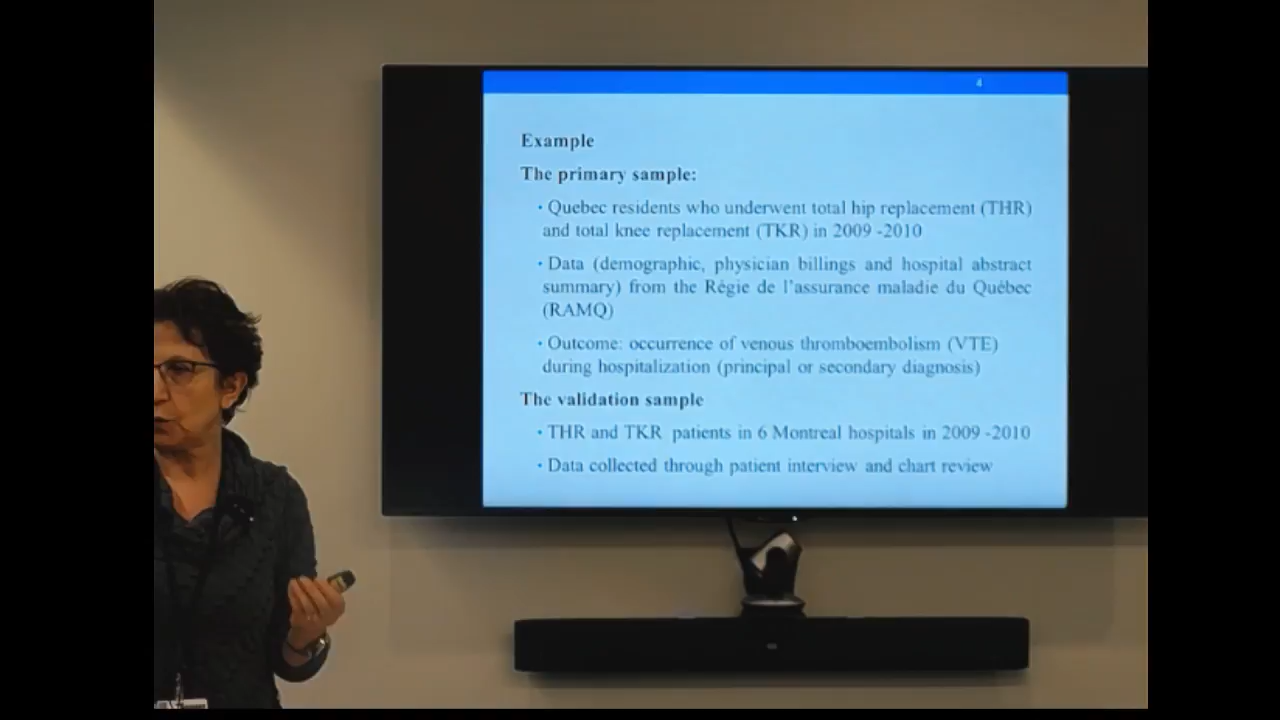 4
Example
The primary sample:
• Quebec residents who underwent total hip replacement (THR)
and total knee replacement (TKR) in 2009 -2010
• Data (demographic, physician billings and hospital abstract
summary) from the Régie de l'assurance maladie du Québec
(RAMQ)
• Outcome: occurrence of venous thromboembolism (VTE)
during hospitalization (principal or secondary diagnosis)
The validation sample
• THR and TKR patients in 6 Montreal hospitals in 2009 -2010
• Data collected through patient interview and chart review